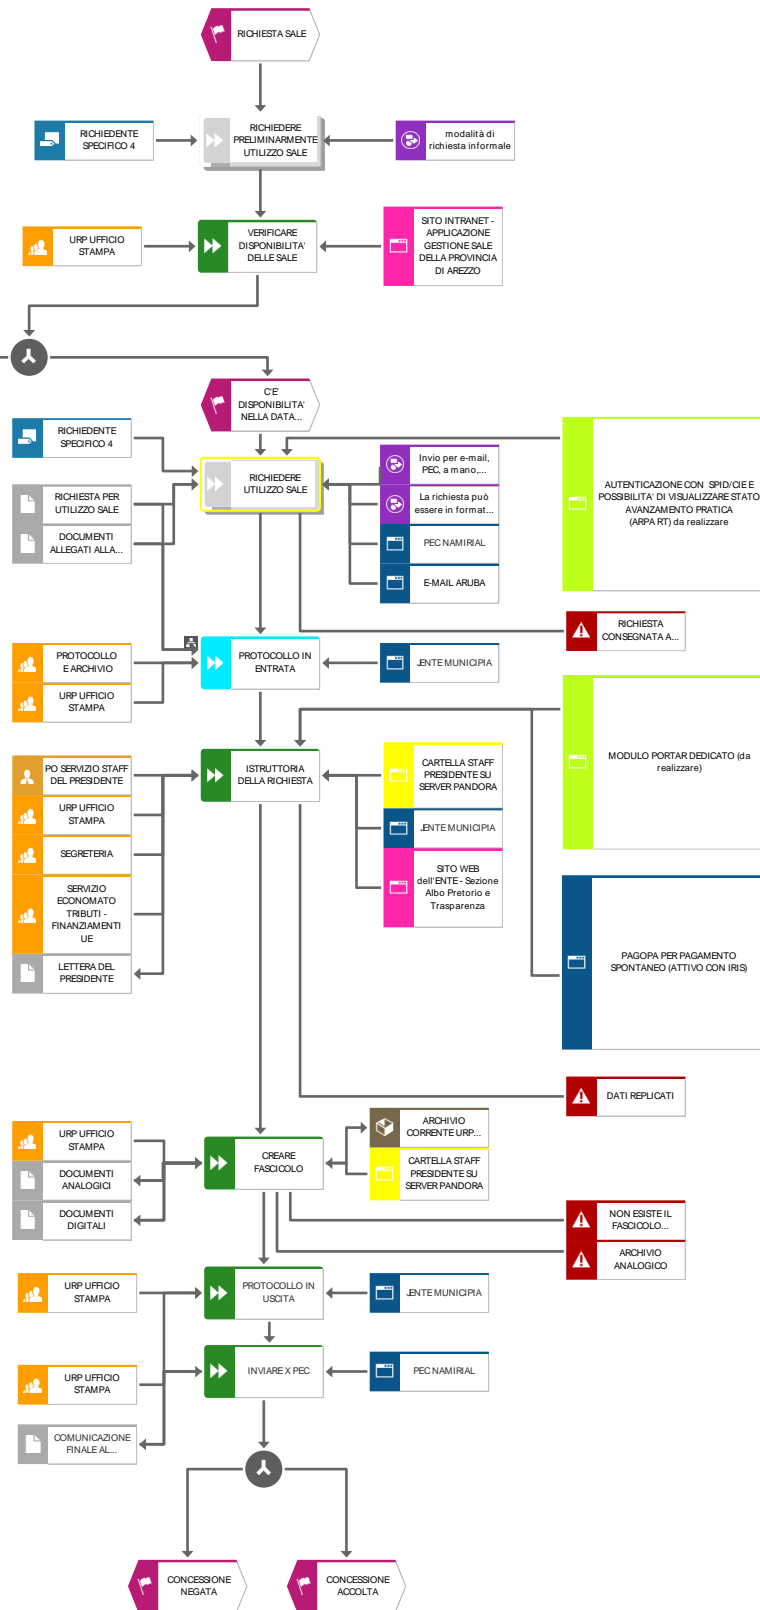 RICHIESTA SALE
RICHIEDENTE
SPECIFICO 4
RICHIEDERE
PRELIMINARMENTE
UTILIZZO SALE
modalità di
richiesta informale
URP UFFICIO
STAMPA
VERIFICARE
DISPONIBILITA'
DELLE SALE
SITO INTRANET -
APPLICAZIONE
GESTIONE SALE
DELLA PROVINCIA
DI AREZZO
C'E'
DISPONIBILITA'
NELLA DATA...
RICHIEDENTE
SPECIFICO 4
RICHIESTA PER
UTILIZZO SALE
DOCUMENTI
ALLEGATI ALLA...
RICHIEDERE
UTILIZZO SALE
Invio per e-mail,
PEC, a mano,...
La richiesta può
essere in format...
PEC NAMIRIAL
E-MAIL ARUBA
AUTENTICAZIONE CON SPID/CIE E
POSSIBILITA' DI VISUALIZZARE STATO
AVANZAMENTO PRATICA
(ARPA RT) da realizzare
RICHIESTA
CONSEGNATA A...
PROTOCOLLO
E ARCHIVIO
URP UFFICIO
STAMPA
PROTOCOLLO IN
ENTRATA
JENTE MUNICIPIA
MODULO PORTAR DEDICATO (da
realizzare)
PO SERVIZIO STAFF
DEL PRESIDENTE
URP UFFICIO
STAMPA
SEGRETERIA
SERVIZIO
ECONOMATO
TRIBUTI -
FINANZIAMENTI
UE
LETTERA DEL
PRESIDENTE
ISTRUTTORIA
DELLA RICHIESTA
CARTELLA STAFF
PRESIDENTE SU
SERVER PANDORA
JENTE MUNICIPIA
SITO WEB
dell'ENTE - Sezione
Albo Pretorio e
Trasparenza
PAGOPA PER PAGAMENTO
SPONTANEO (ATTIVO CON IRIS)
DATI REPLICATI
URP UFFICIO
STAMPA
DOCUMENTI
ANALOGICI
DOCUMENTI
DIGITALI
CREARE
FASCICOLO
ARCHIVIO
CORRENTE URP...
CARTELLA STAFF
PRESIDENTE SU
SERVER PANDORA
NON ESISTE IL
FASCICOLO...
ARCHIVIO
ANALOGICO
URP UFFICIO
STAMPA
PROTOCOLLO IN
USCITA
JENTE MUNICIPIA
URP UFFICIO
STAMPA
COMUNICAZIONE
FINALE AL...
INVIARE X PEC
PEC NAMIRIAL
CONCESSIONE
NEGATA
CONCESSIONE
ACCOLTA